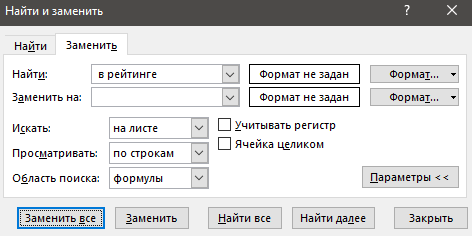 Найти и заменить ?
Найти Заменить
Найти: в рейтинге Формат не задан Формат...
Заменить на: Формат не задан Формат...
Искать: на листе Учитывать регистр
Просматривать: по строкам Ячейка целиком
Область поиска: формулы Параметры <<
Заменить все Заменить Найти все Найти далее Закрыть